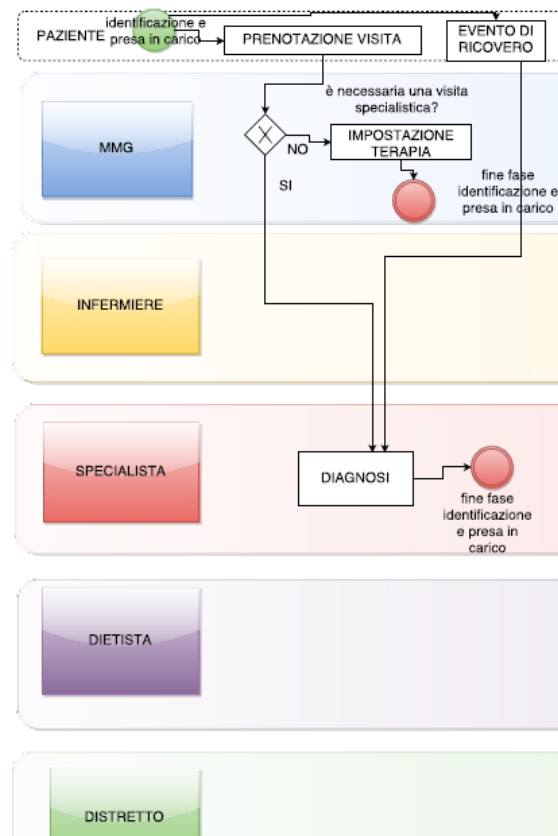 PAZIENTE
identificazione e
presa in carico
PRENOTAZIONE VISITA
EVENTO DI
RICOVERO
è necessaria una visita
specialistica?
MMG
X
NO
IMPOSTAZIONE
TERAPIA
SI
fine fase
identificazione e
presa in carico
INFERMIERE
SPECIALISTA
DIAGNOSI
fine fase
identificazione
e presa in
carico
DIETISTA
DISTRETTO